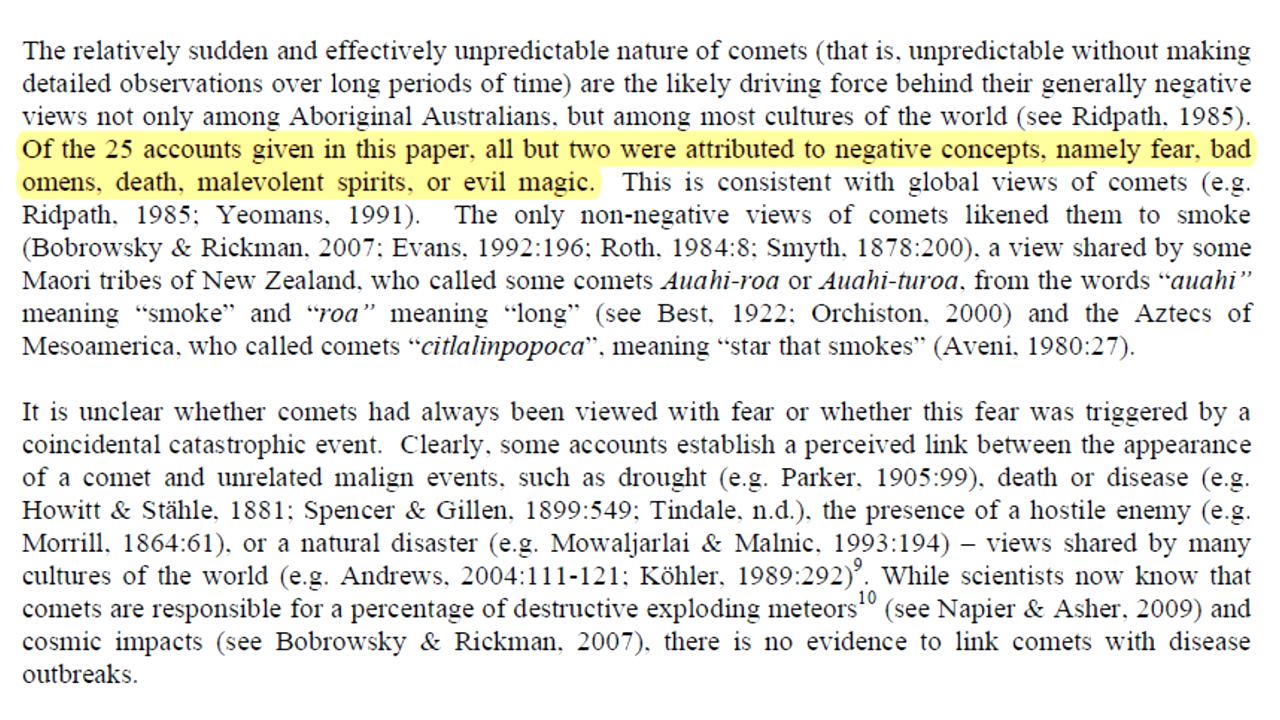 The relatively sudden and effectively unpredictable nature of comets (that is, unpredictable without making
detailed observations over long periods of time) are the likely driving force behind their generally negative
views not only among Aboriginal Australians, but among most cultures of the world (see Ridpath, 1985).
Of the 25 accounts given in this paper, all but two were attributed to negative concepts, namely fear, bad
omens, death, malevolent spirits, or evil magic. This is consistent with global views of comets (e.g.
Ridpath, 1985; Yeomans, 1991). The only non-negative views of comets likened them to smoke
(Bobrowsky & Rickman, 2007; Evans, 1992:196; Roth, 1984:8; Smyth, 1878:200), a view shared by some
Maori tribes of New Zealand, who called some comets Auahi-roa or Auahi-turoa, from the words “auahi”
meaning “smoke” and “roa” meaning “long” (see Best, 1922; Orchiston, 2000) and the Aztecs of
Mesoamerica, who called comets “citlalinpopoca”, meaning “star that smokes” (Aveni, 1980:27).
It is unclear whether comets had always been viewed with fear or whether this fear was triggered by a
coincidental catastrophic event. Clearly, some accounts establish a perceived link between the appearance
of a comet and unrelated malign events, such as drought (e.g. Parker, 1905:99), death or disease (e.g.
Howitt & Stähle, 1881; Spencer & Gillen, 1899:549; Tindale, n.d.), the presence of a hostile enemy (e.g.
Morrill, 1864:61), or a natural disaster (e.g. Mowaljarlai & Malnic, 1993:194) – views shared by many
cultures of the world (e.g. Andrews, 2004:111-121; Köhler, 1989:292)⁹. While scientists now know that
comets are responsible for a percentage of destructive exploding meteors¹⁰ (see Napier & Asher, 2009) and
cosmic impacts (see Bobrowsky & Rickman, 2007), there is no evidence to link comets with disease
outbreaks.